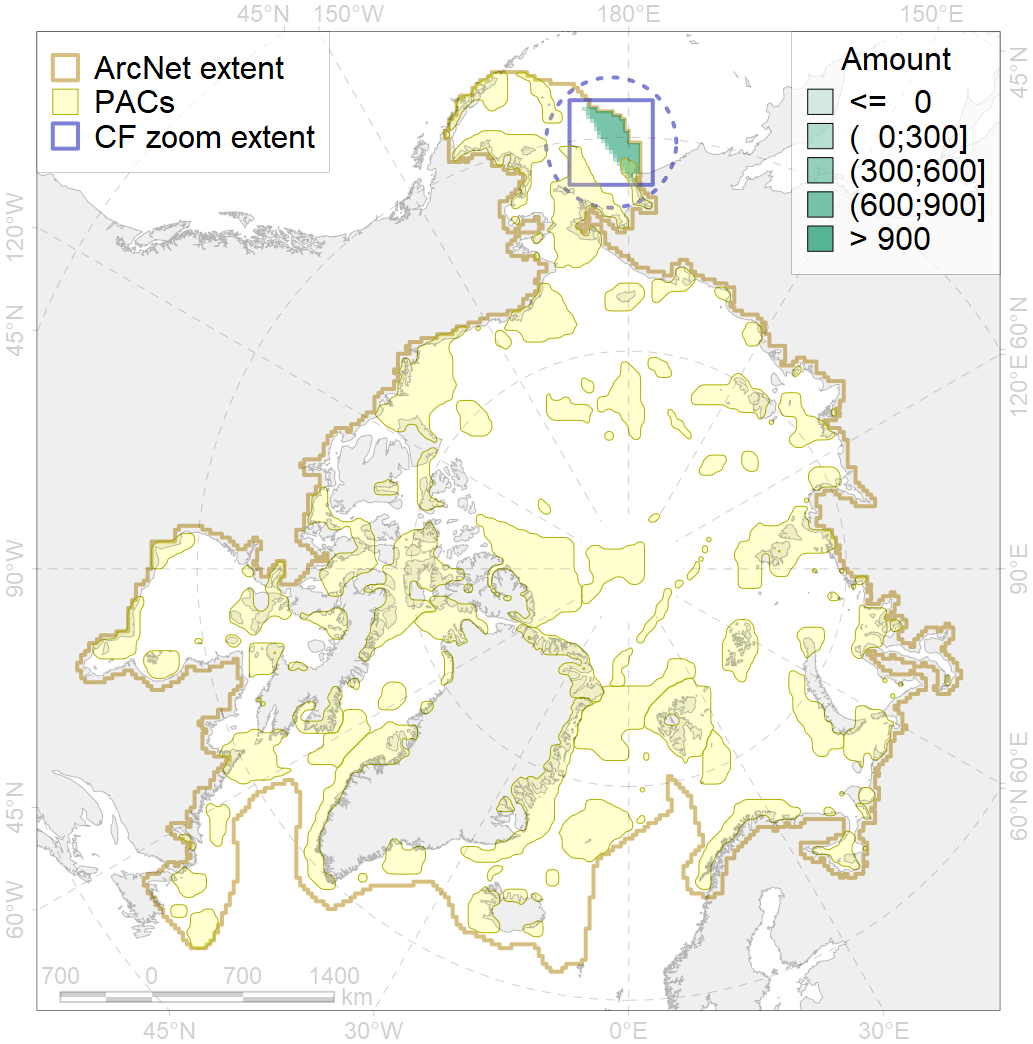 45°N 150°W 180°E 150°E
ArcNet extent
PACs
CF zoom extent
Amount
<= 0
( 0;300]
(300;600]
(600;900]
> 900
45°N
120°W
45°N
90°W
45°N
60°W
60°N
120°E
90°E
60°E
60°N
700 0 700 1400
km
45°W 30°W 0°E 30°E